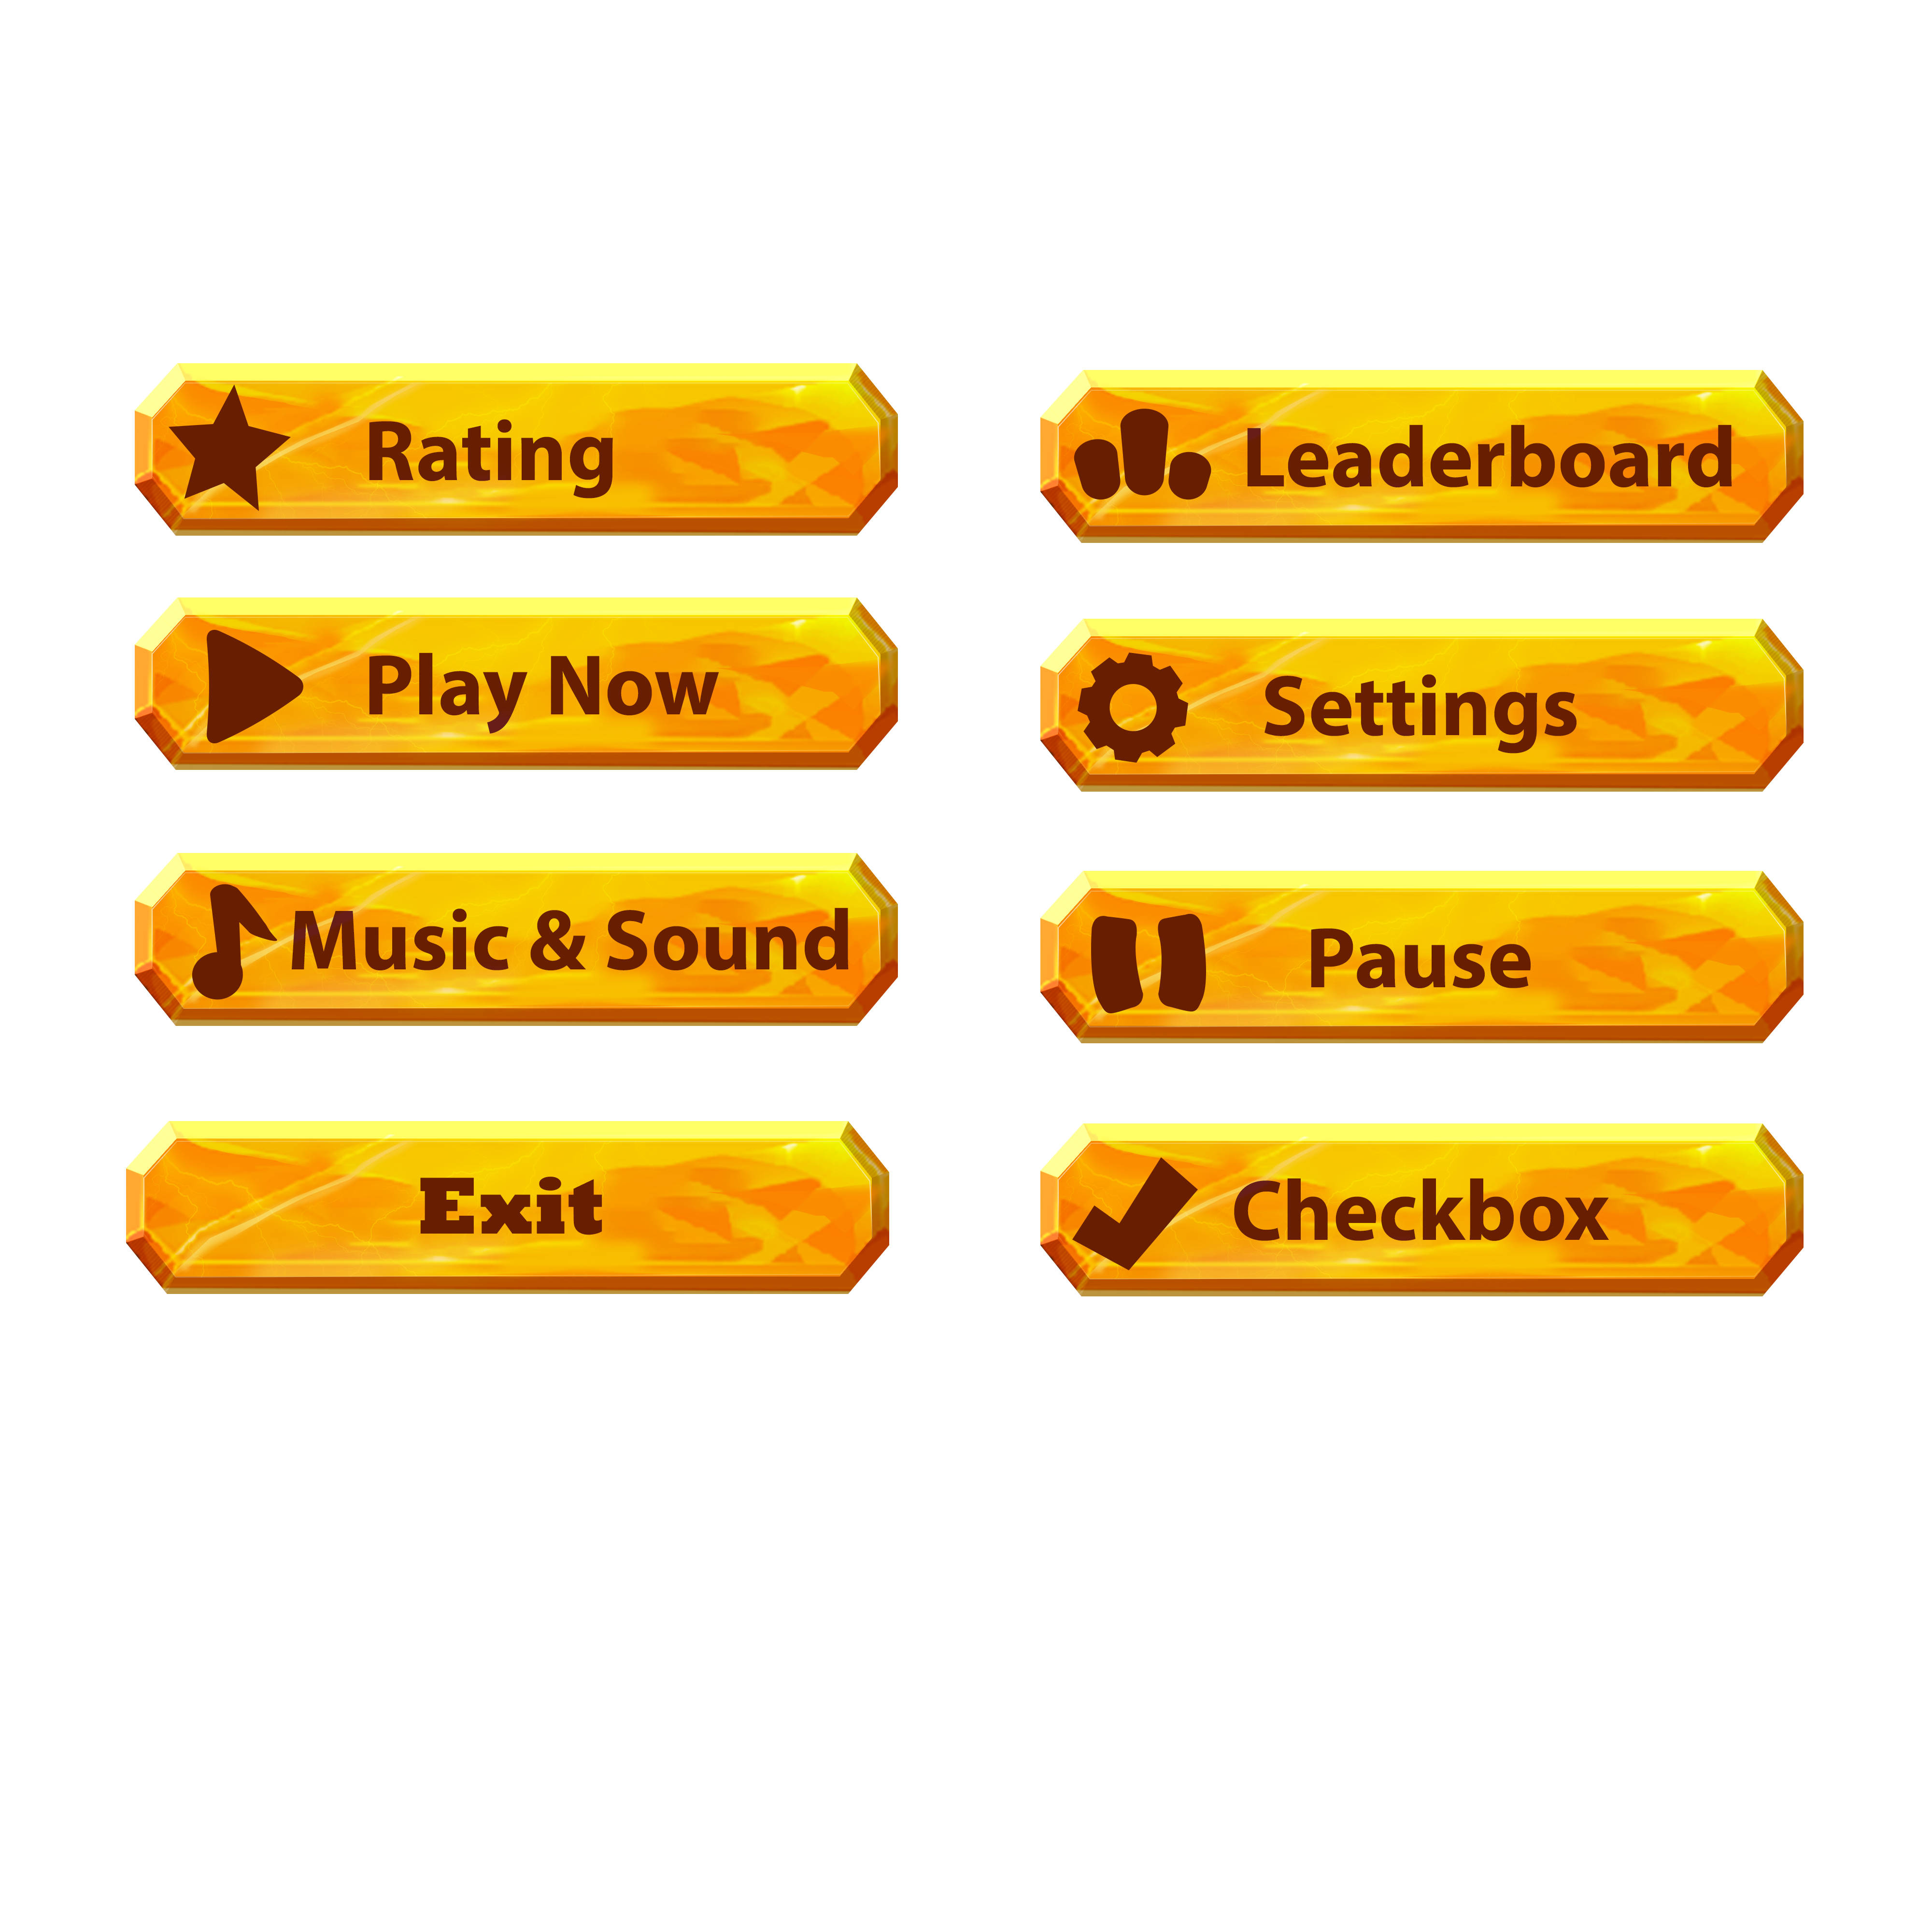 Rating
Leaderboard
Play Now
Settings
Music & Sound
Pause
Exit
Checkbox